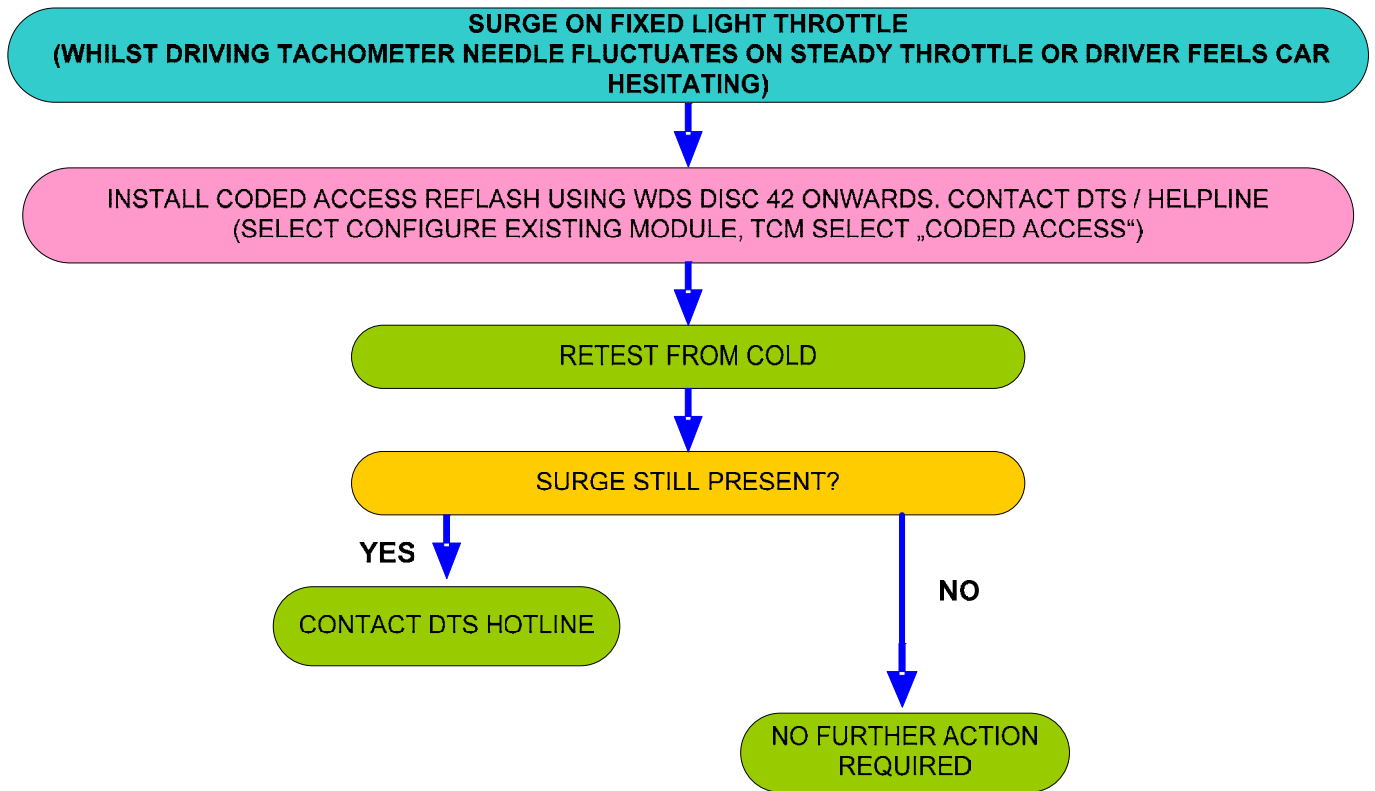 SURGE ON FIXED LIGHT THROTTLE
(WHILST DRIVING TACHOMETER NEEDLE FLUCTUATES ON STEADY THROTTLE OR DRIVER FEELS CAR
HESITATING)
INSTALL CODED ACCESS REFLASH USING WDS DISC 42 ONWARDS. CONTACT DTS / HELPLINE
(SELECT CONFIGURE EXISTING MODULE, TCM SELECT „CODED ACCESS“)
RETEST FROM COLD
SURGE STILL PRESENT?
YES
NO
CONTACT DTS HOTLINE
NO FURTHER ACTION
REQUIRED